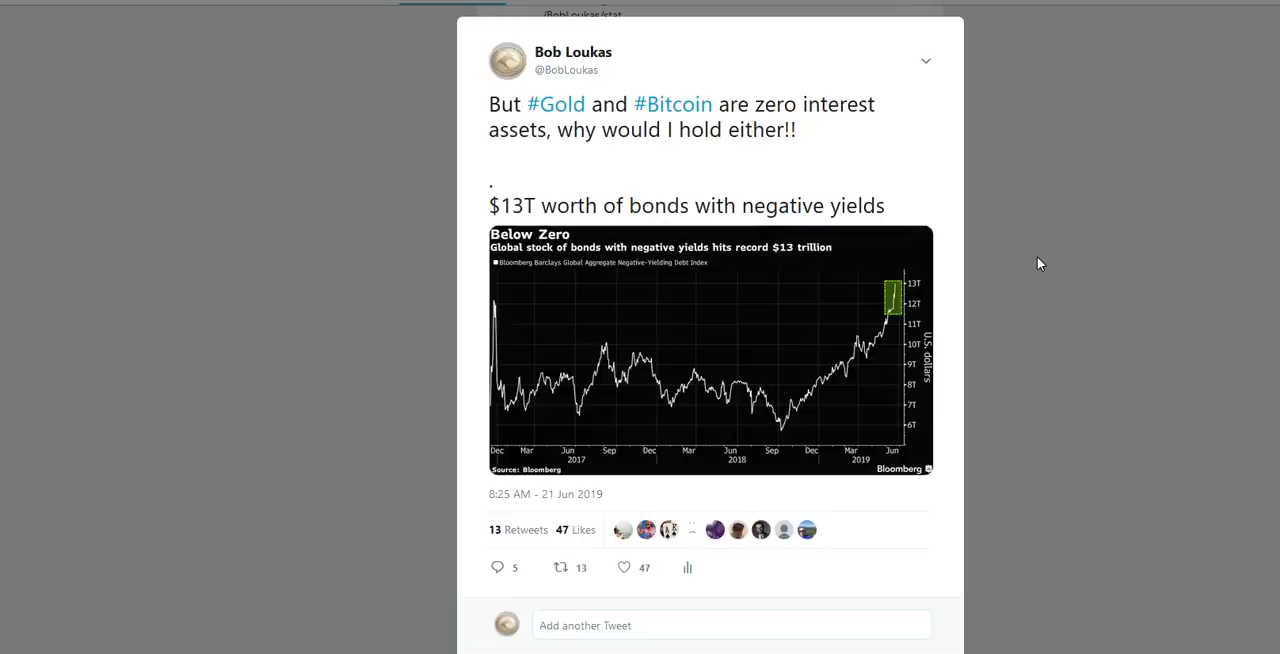 /BobLoukas/stat
Bob Loukas
@BobLoukas
But #Gold and #Bitcoin are zero interest
assets, why would I hold either!!
.
$13T worth of bonds with negative yields
Below Zero
Global stock of bonds with negative yields hits record $13 trillion
Bloomberg Barclays Global Aggregate Negative-Yielding Debt Index
13T
12T
11T
10T
9T
8T
7T
6T
U.S. dollars
Dec Mar Jun Sep Dec Mar Jun Sep Dec Mar Jun
2017 2018 2019
Source: Bloomberg
Bloomberg
8:25 AM - 21 Jun 2019
13 Retweets 47 Likes
5 13 47
Add another Tweet